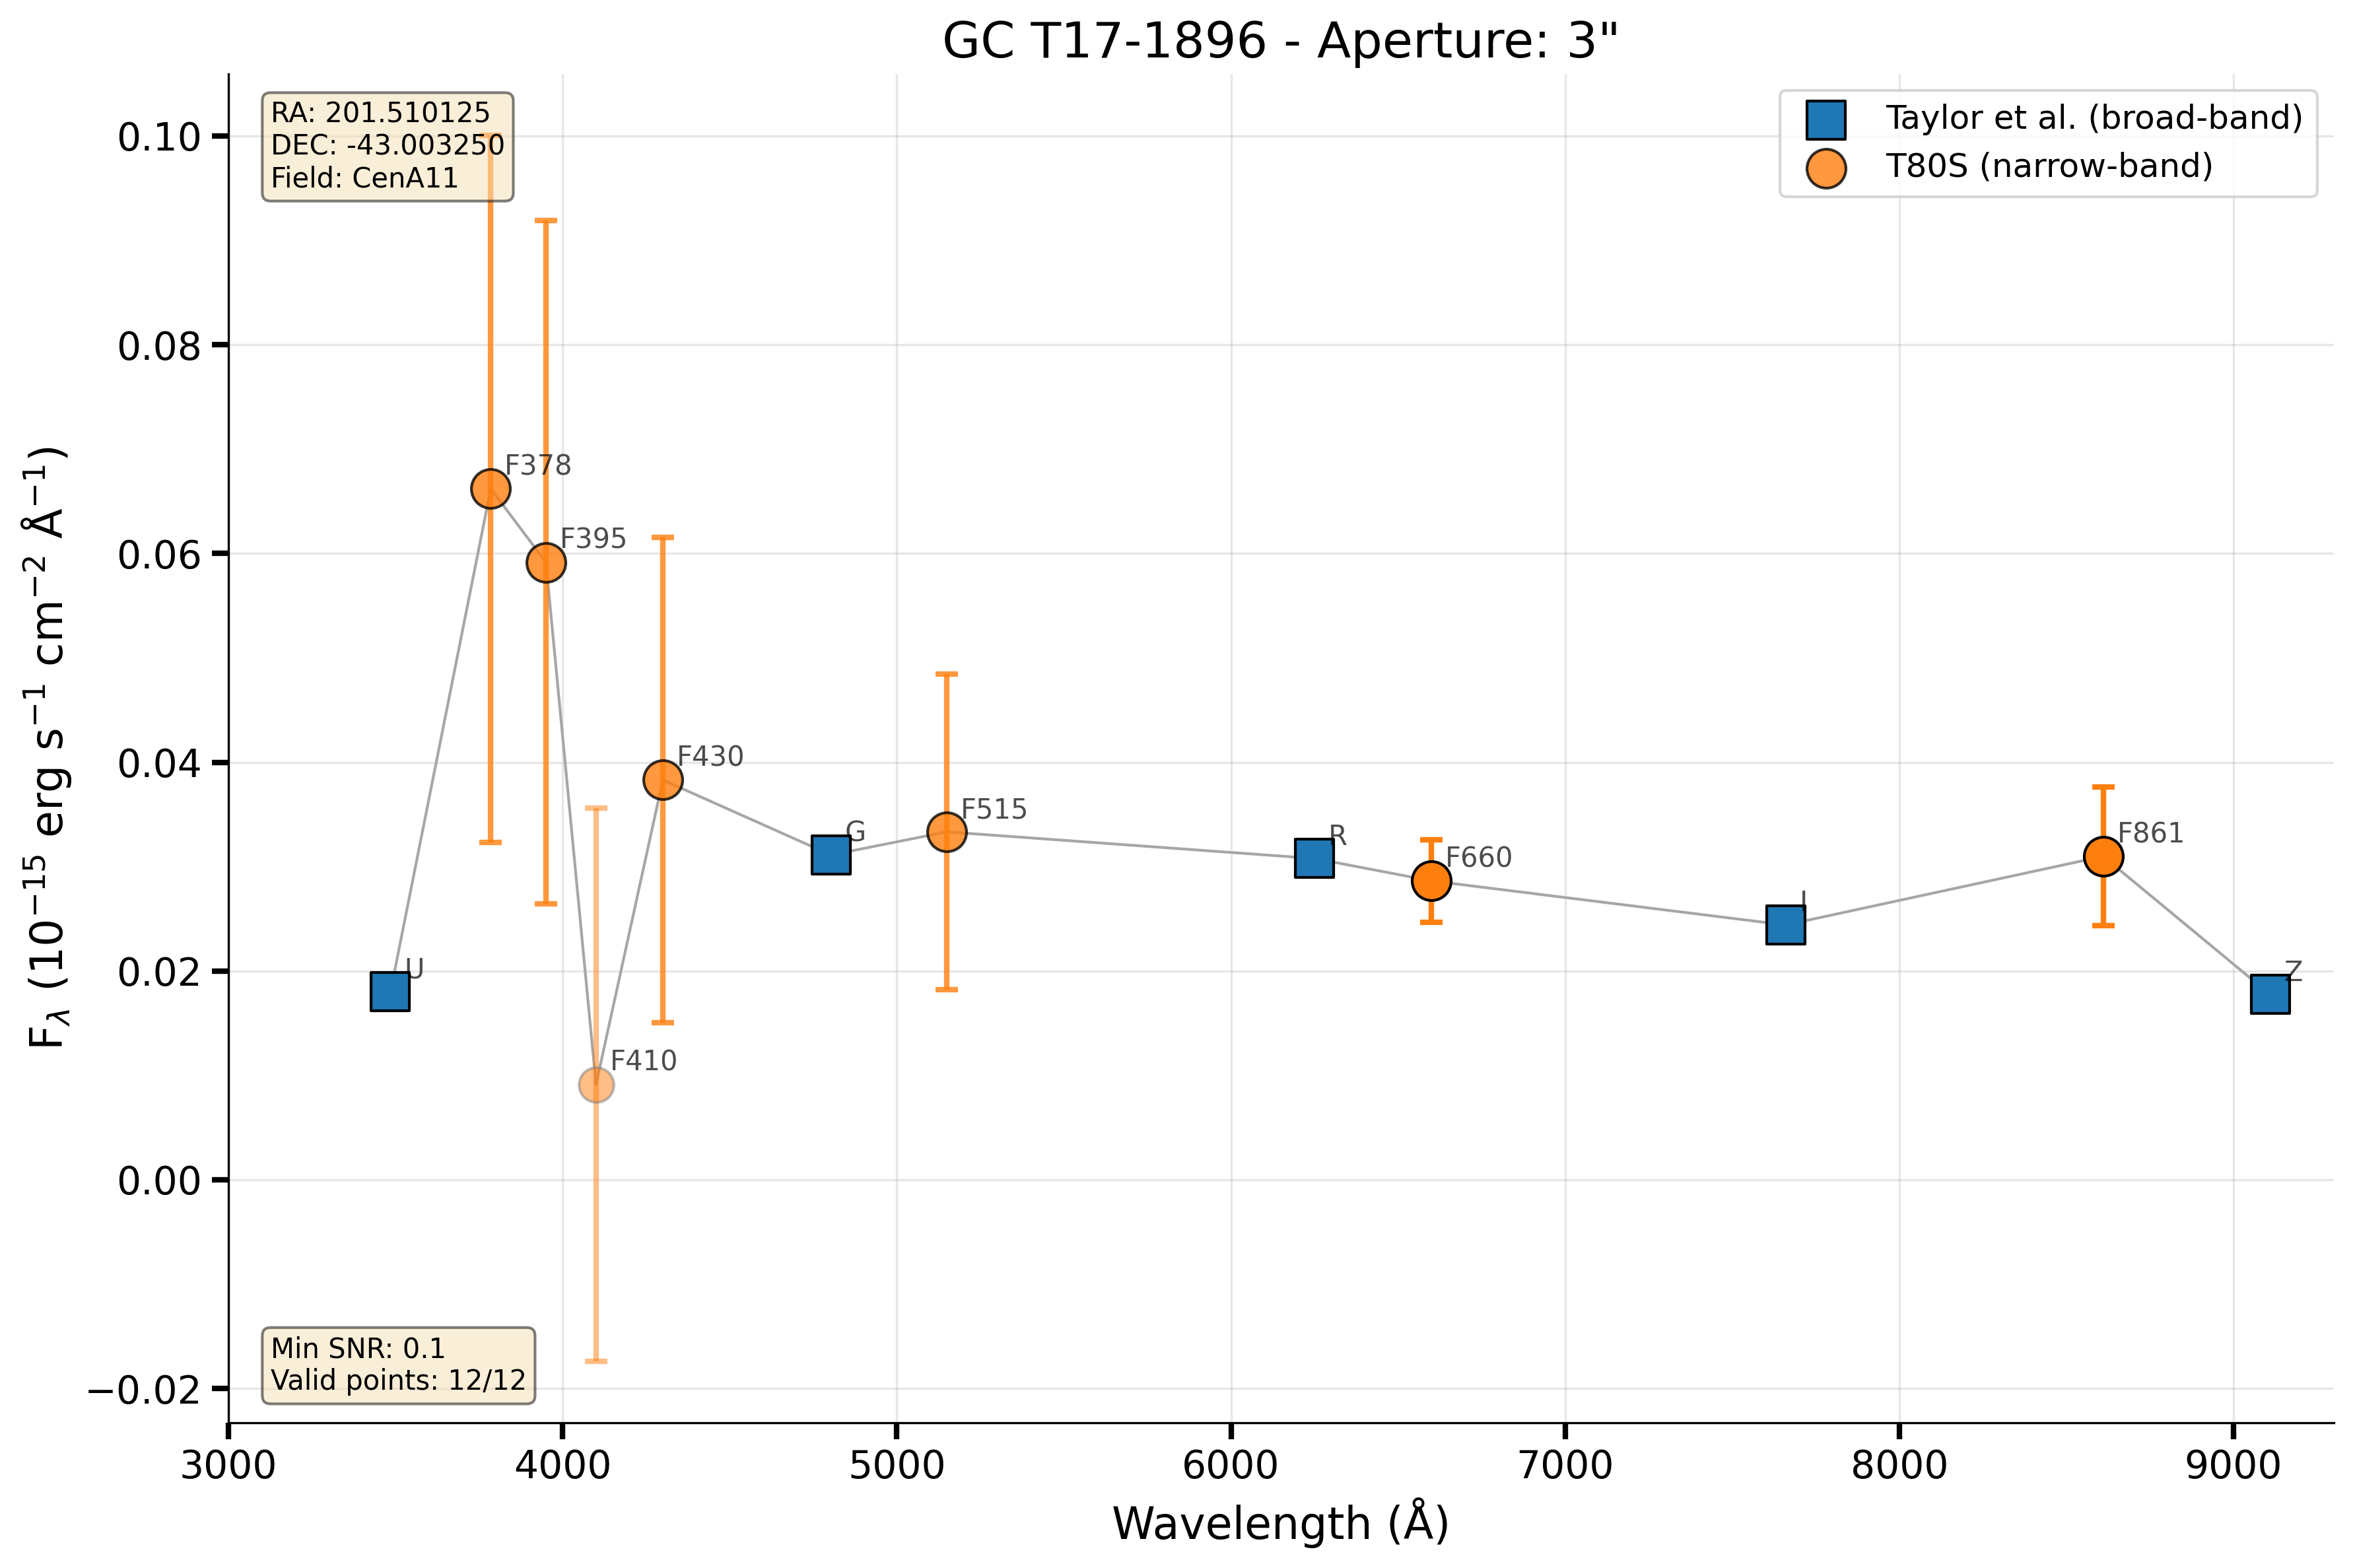 GC T17-1896 - Aperture: 3"
RA: 201.510125
DEC: -43.003250
Field: CenA11
Taylor et al. (broad-band)
T80S (narrow-band)
0.10
0.08
0.06
0.04
0.02
0.00
−0.02
F378
F395
F430
F410
U
G
F515
R
F660
I
F861
Z
Min SNR: 0.1
Valid points: 12/12
3000
4000
5000
6000
7000
8000
9000
Wavelength (Å)
Fλ (10⁻¹⁵ erg s⁻¹ cm⁻² Å⁻¹)